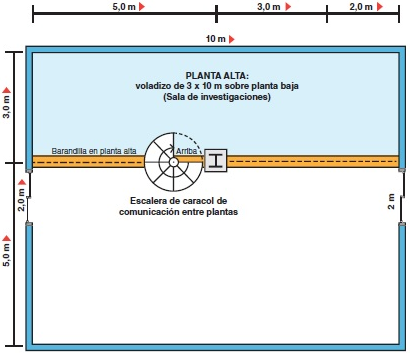 5,0 m
3,0 m
2,0 m
10 m
PLANTA ALTA:
voladizo de 3 x 10 m sobre planta baja
(Sala de investigaciones)
3,0 m
Barandilla en planta alta
Arriba
2,0 m
2 m
Escalera de caracol de
comunicación entre plantas
5,0 m